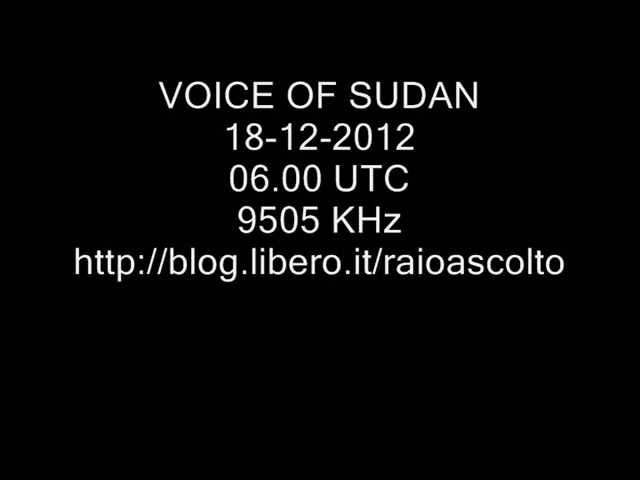 VOICE OF SUDAN
18-12-2012
06.00 UTC
9505 KHz
http://blog.libero.it/raioascolto